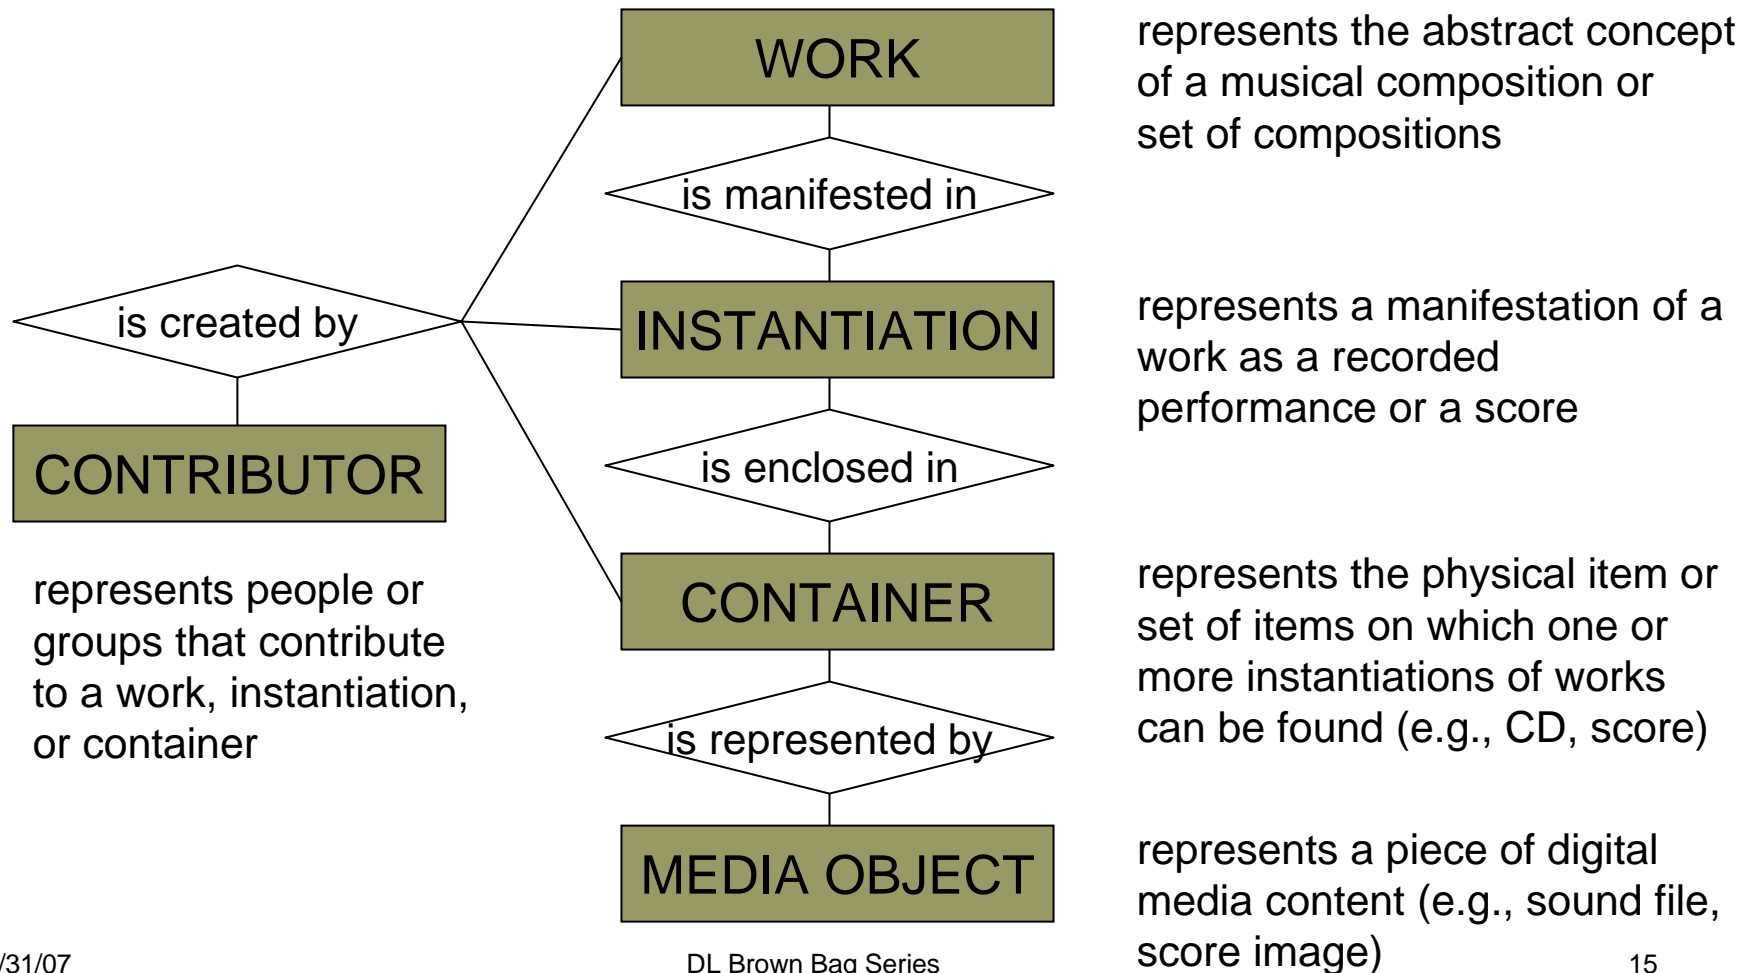 WORK
represents the abstract concept
of a musical composition or
set of compositions
is manifested in
is created by
INSTANTIATION
represents a manifestation of a
work as a recorded
performance or a score
CONTRIBUTOR
is enclosed in
represents people or
groups that contribute
to a work, instantiation,
or container
CONTAINER
represents the physical item or
set of items on which one or
more instantiations of works
can be found (e.g., CD, score)
is represented by
MEDIA OBJECT
represents a piece of digital
media content (e.g., sound file,
score image)
/31/07
DL Brown Bag Series
15